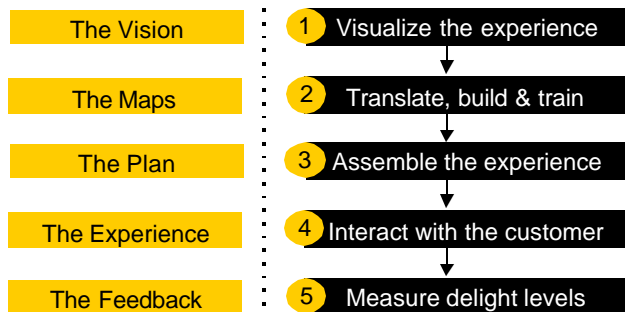 The Vision
1 Visualize the experience
The Maps
2 Translate, build & train
The Plan
3 Assemble the experience
The Experience
4 Interact with the customer
The Feedback
5 Measure delight levels